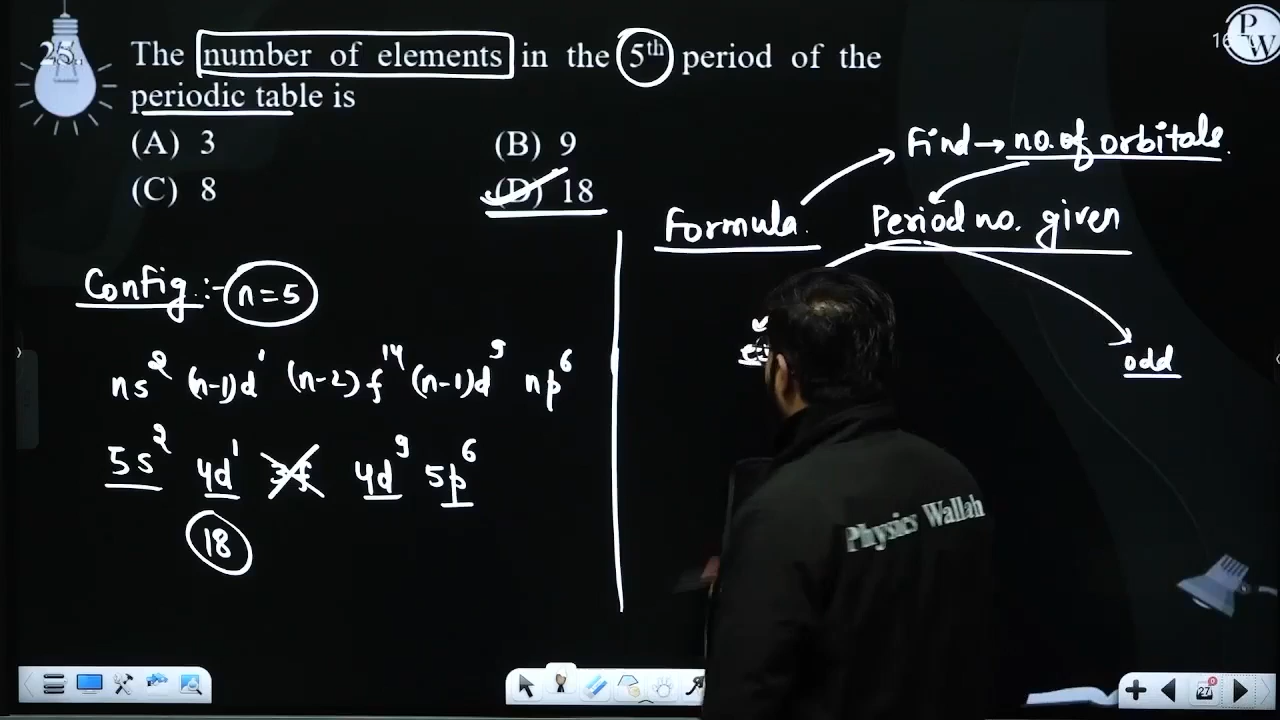 25. The number of elements in the 5th period of the
periodic table is
(A) 3
(B) 9
(C) 8
(D) 18
PW
Formula
Find → no. of orbitals.
Period no. given
odd
Config :- n=5
ns² (n-1)d¹ (n-2)f¹⁴ (n-1)d⁹ np⁶
5s² 4d¹ 4d⁹ 5p⁶
18
Physics Wallah
27